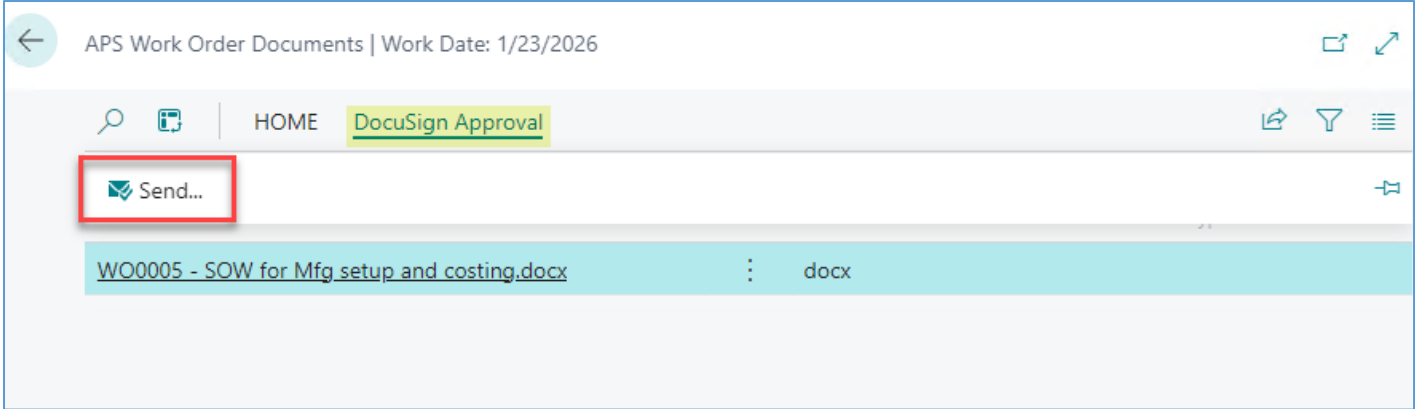 APS Work Order Documents | Work Date: 1/23/2026
HOME DocuSign Approval
Send...
WO0005 - SOW for Mfg setup and costing.docx docx